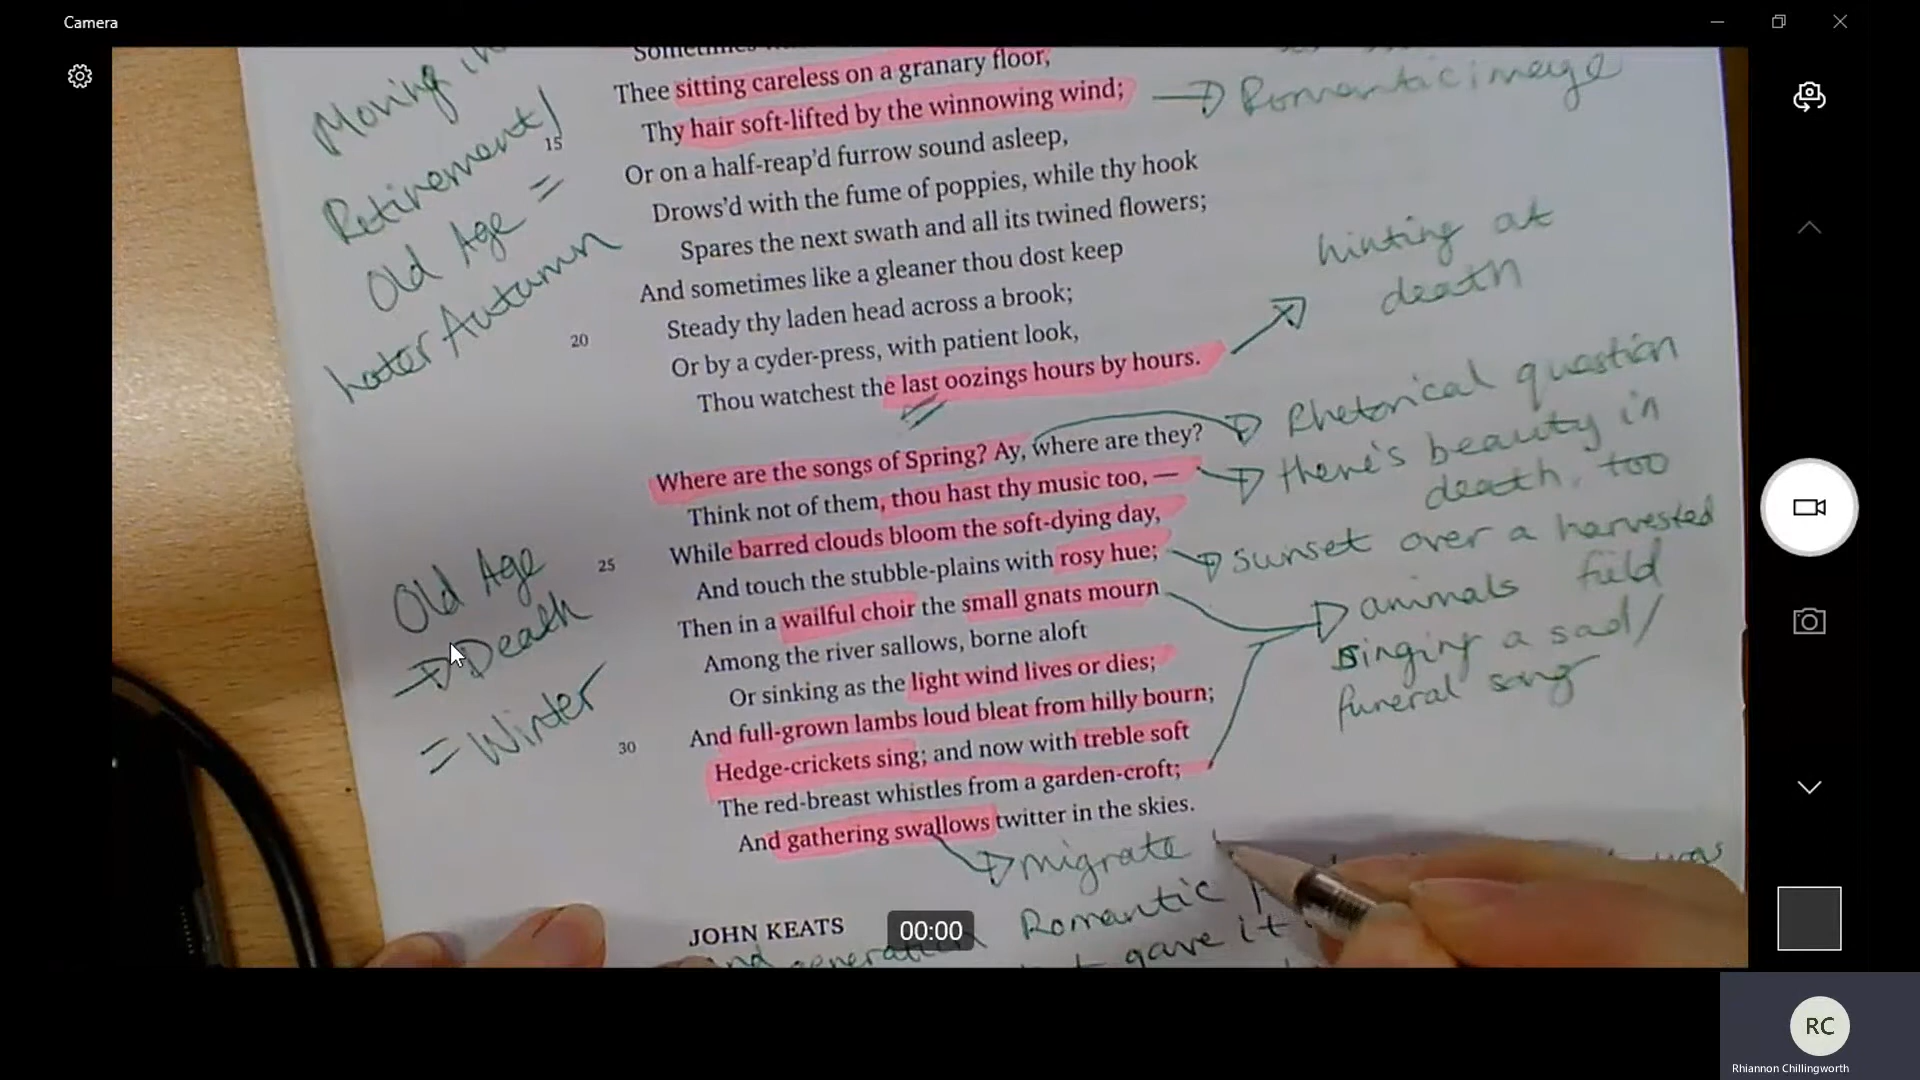 Camera
Moving in
Retirement/
Old Age =
later Autumn
Sometimes
Thee sitting careless on a granary floor,
Thy hair soft-lifted by the winnowing wind;
Romantic image
15
Or on a half-reap'd furrow sound asleep,
Drows'd with the fume of poppies, while thy hook
Spares the next swath and all its twined flowers;
And sometimes like a gleaner thou dost keep
Steady thy laden head across a brook;
20
Or by a cyder-press, with patient look,
Thou watchest the last oozings hours by hours.
hinting at
death
Where are the songs of Spring? Ay, where are they?
Think not of them, thou hast thy music too, —
While barred clouds bloom the soft-dying day,
25
And touch the stubble-plains with rosy hue;
Then in a wailful choir the small gnats mourn
Among the river sallows, borne aloft
Or sinking as the light wind lives or dies;
And full-grown lambs loud bleat from hilly bourn;
30
Hedge-crickets sing; and now with treble soft
The red-breast whistles from a garden-croft;
And gathering swallows twitter in the skies.
Rhetorical question
there's beauty in
death, too
sunset over a harvested
field
animals
singing a sad/
funeral song
Old Age
Death
= Winter
migrate
JOHN KEATS
Romantic
was
generation
gave it
00:00
RC
Rhiannon Chillingworth